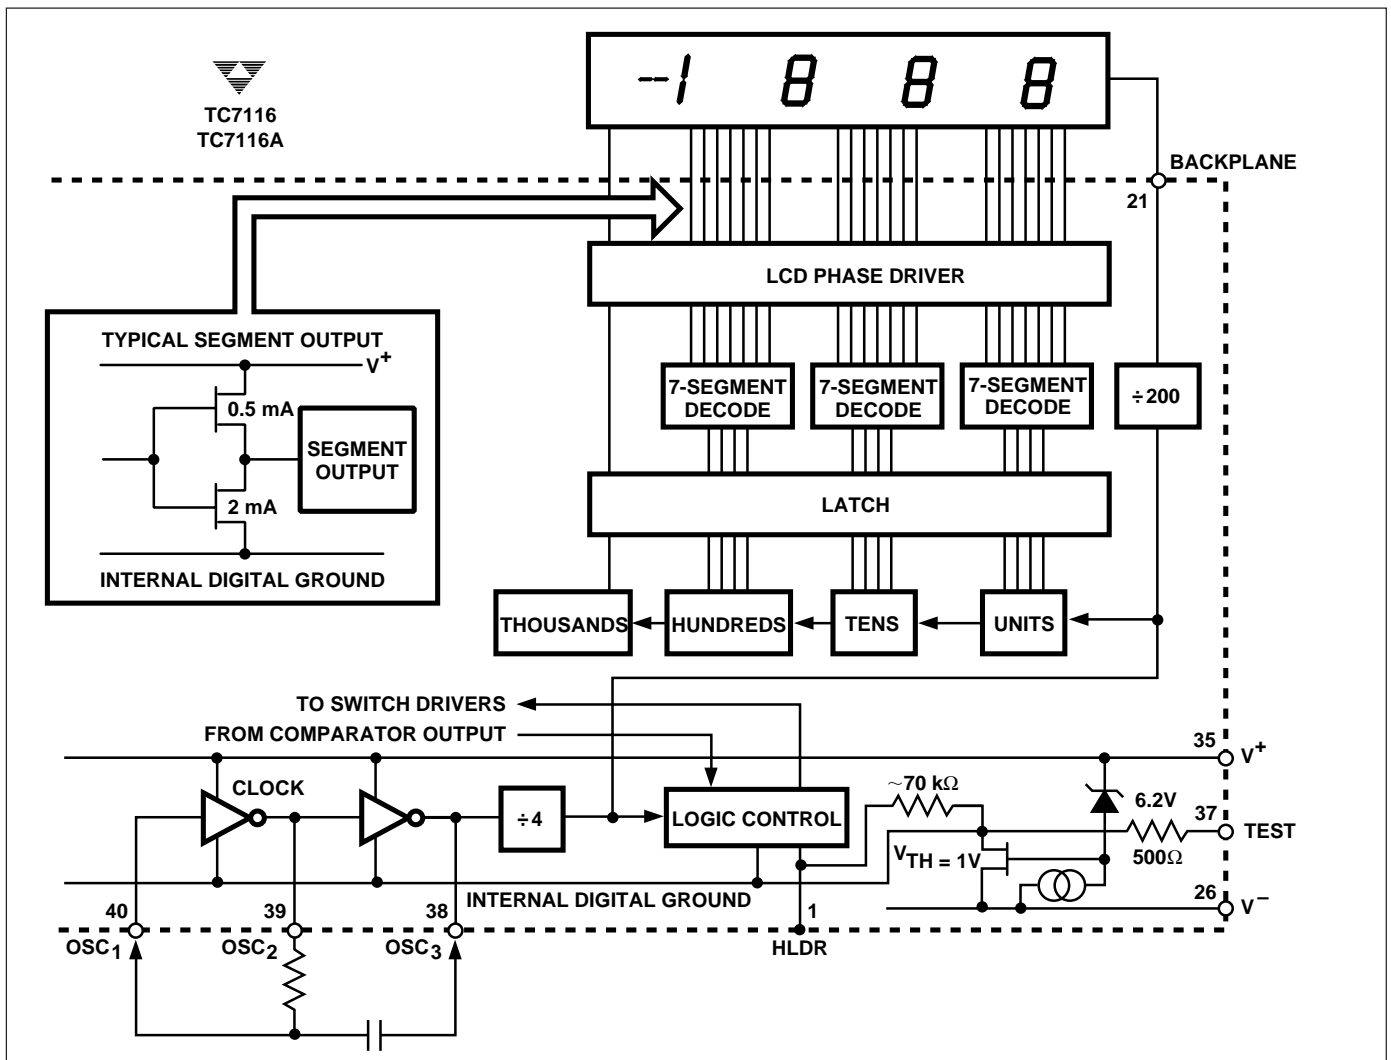 TC7116
TC7116A
-1 8 8 8
BACKPLANE
21
LCD PHASE DRIVER
TYPICAL SEGMENT OUTPUT
V+
0.5 mA
SEGMENT
OUTPUT
2 mA
INTERNAL DIGITAL GROUND
7-SEGMENT
DECODE
7-SEGMENT
DECODE
7-SEGMENT
DECODE
÷200
LATCH
THOUSANDS
HUNDREDS
TENS
UNITS
TO SWITCH DRIVERS
FROM COMPARATOR OUTPUT
35
V+
CLOCK
~70 kΩ
6.2V
÷4
LOGIC CONTROL
37
TEST
VTH = 1V
500Ω
INTERNAL DIGITAL GROUND
26
V−
40
39
38
1
OSC1
OSC2
OSC3
HLDR